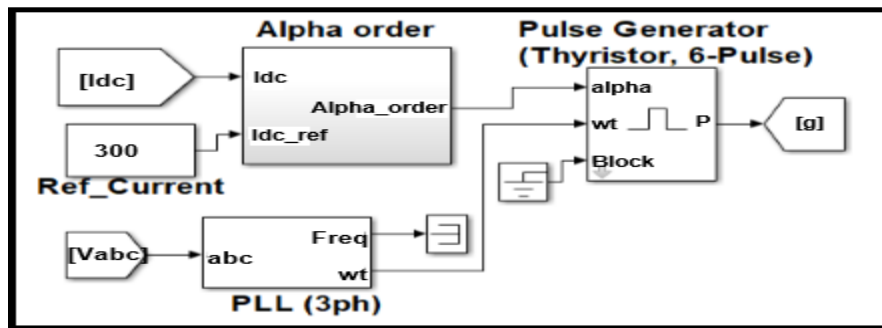 Alpha order
Pulse Generator
(Thyristor, 6-Pulse)
[Idc]
Idc
Alpha_order
Idc_ref
300
Ref_Current
alpha
wt
P
Block
[g]
[Vabc]
abc
Freq
wt
PLL (3ph)